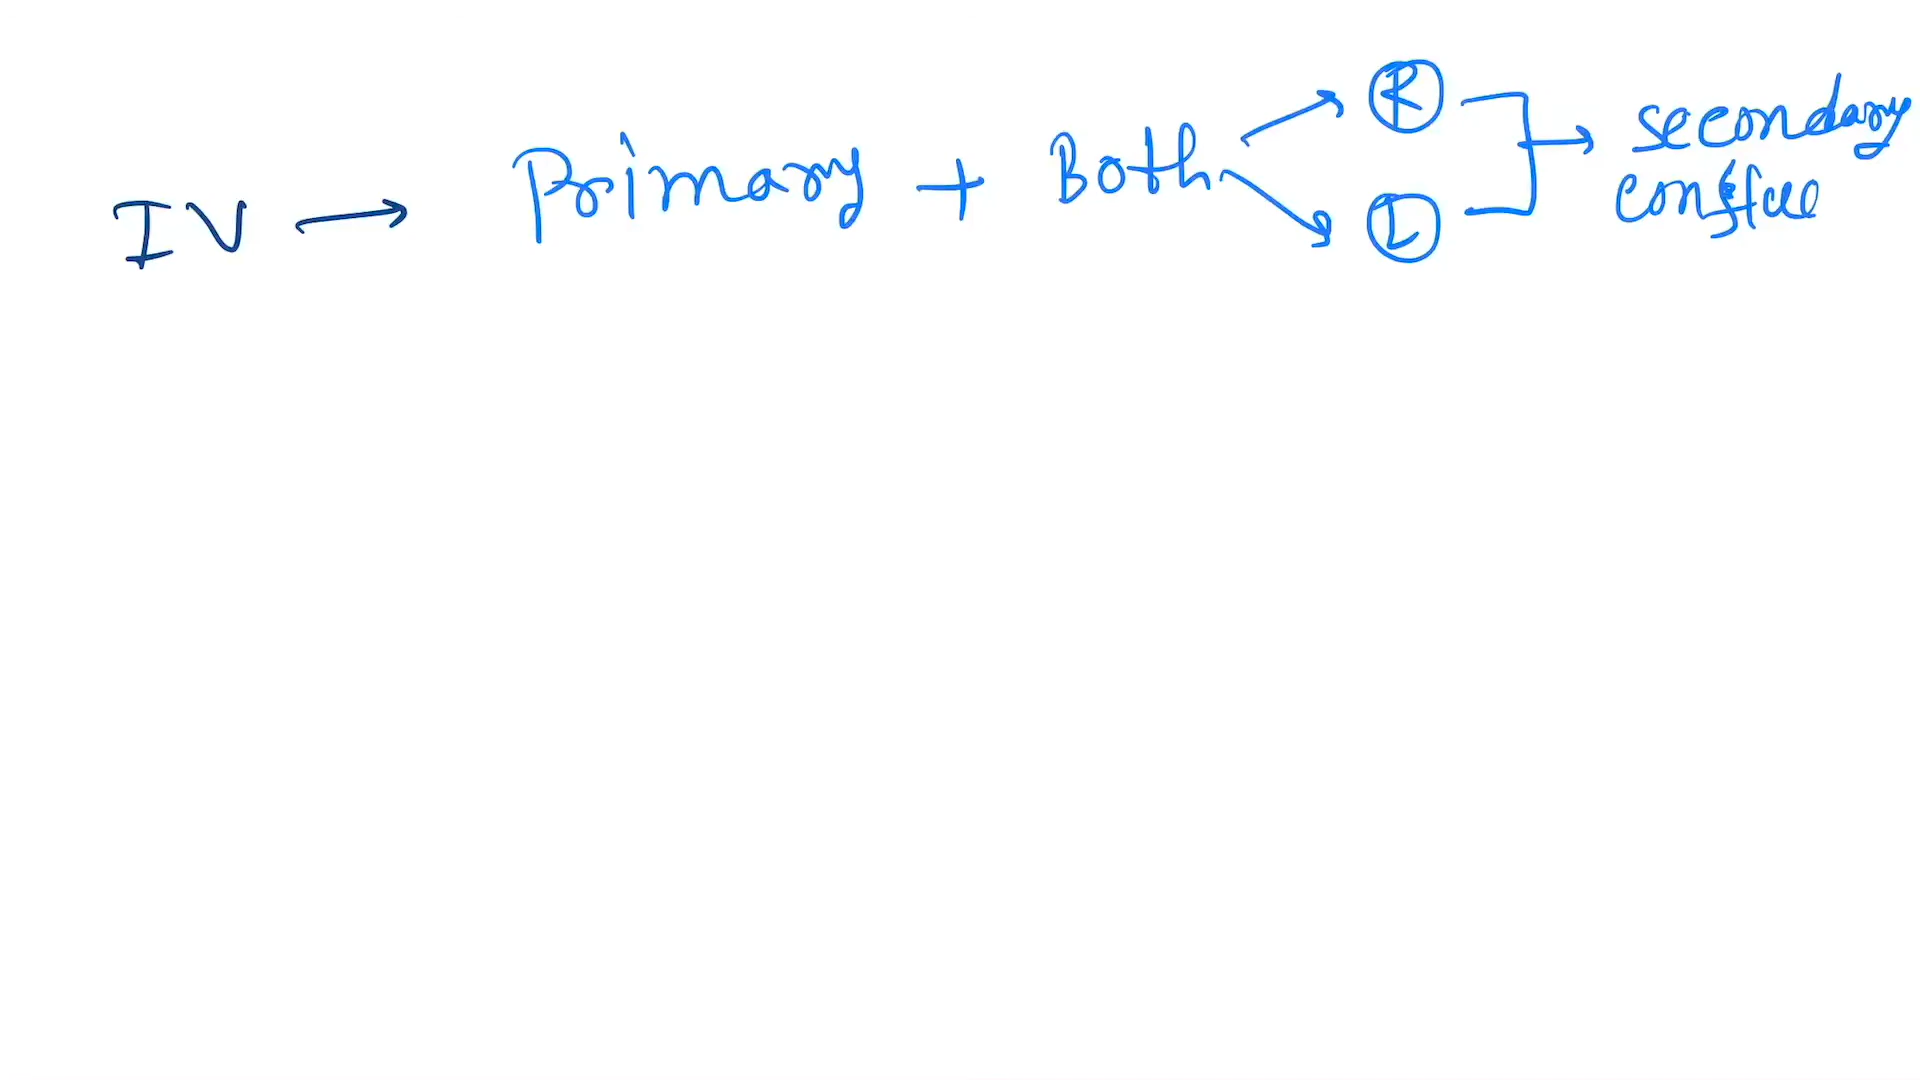 IV → Primary + Both → R
L → secondary